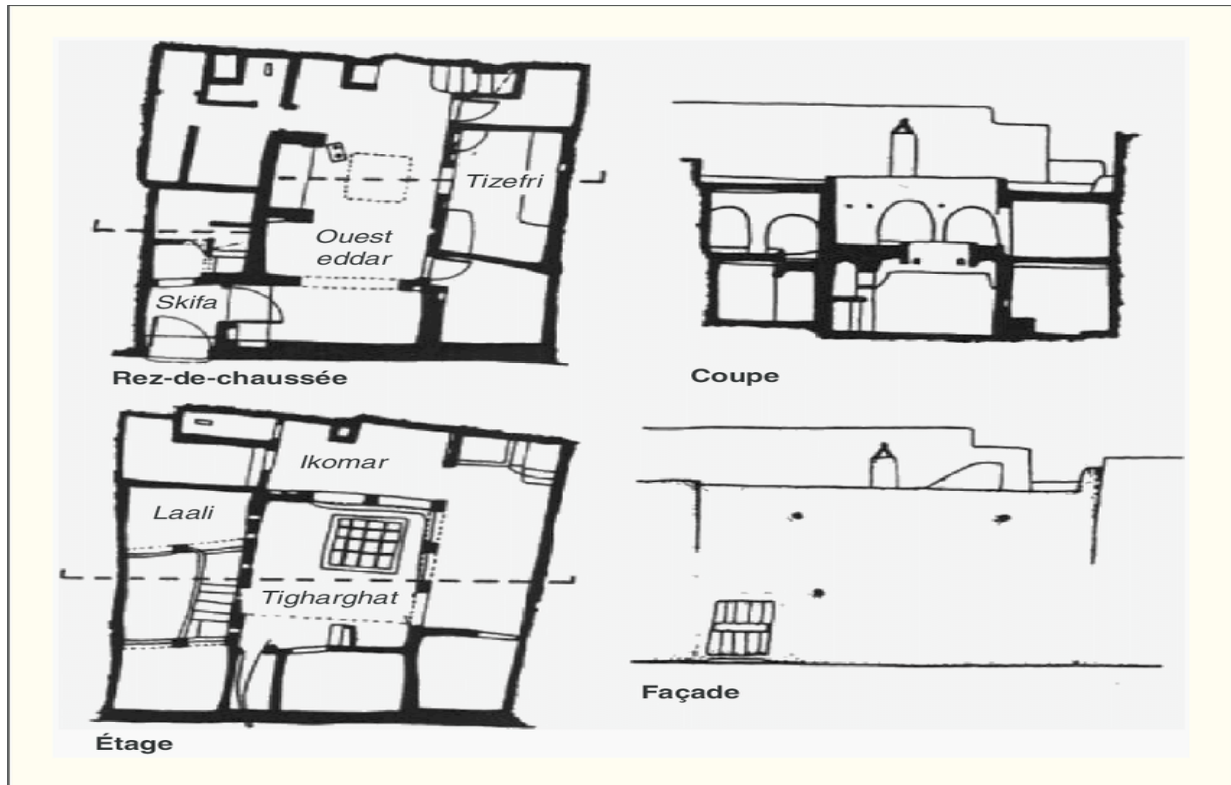 Tizefri
Ouest
eddar
Skifa
Rez-de-chaussée
Coupe
Ikomar
Laali
Tigharghat
Façade
Étage